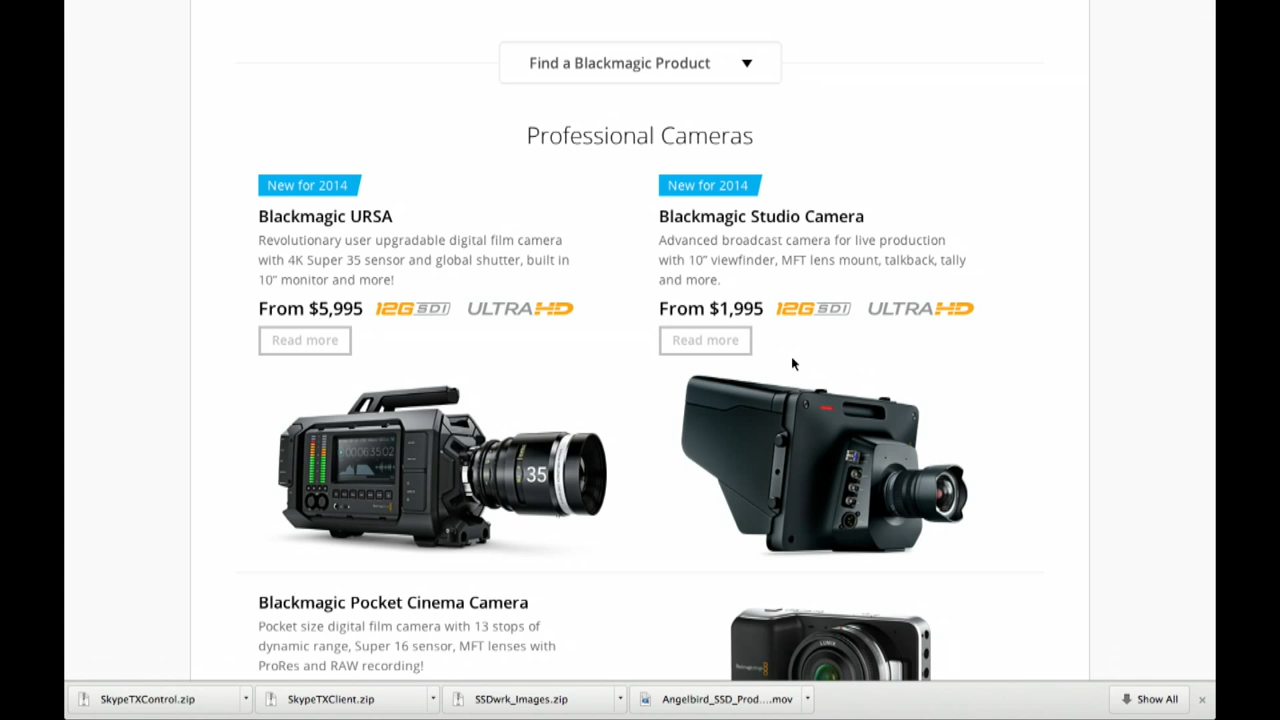 Find a Blackmagic Product
Professional Cameras
New for 2014
Blackmagic URSA
Revolutionary user upgradable digital film camera
with 4K Super 35 sensor and global shutter, built in
10” monitor and more!
From $5,995 12G SDI ULTRA HD
Read more
New for 2014
Blackmagic Studio Camera
Advanced broadcast camera for live production
with 10” viewfinder, MFT lens mount, talkback, tally
and more.
From $1,995 12G SDI ULTRA HD
Read more
00:06:35:02
35
Blackmagic Pocket Cinema Camera
Pocket size digital film camera with 13 stops of
dynamic range, Super 16 sensor, MFT lenses with
ProRes and RAW recording!
LUMIX
SkypeTXControl.zip
SkypeTXClient.zip
SSDwrk_Images.zip
Angelbird_SSD_Prod....mov
Show All